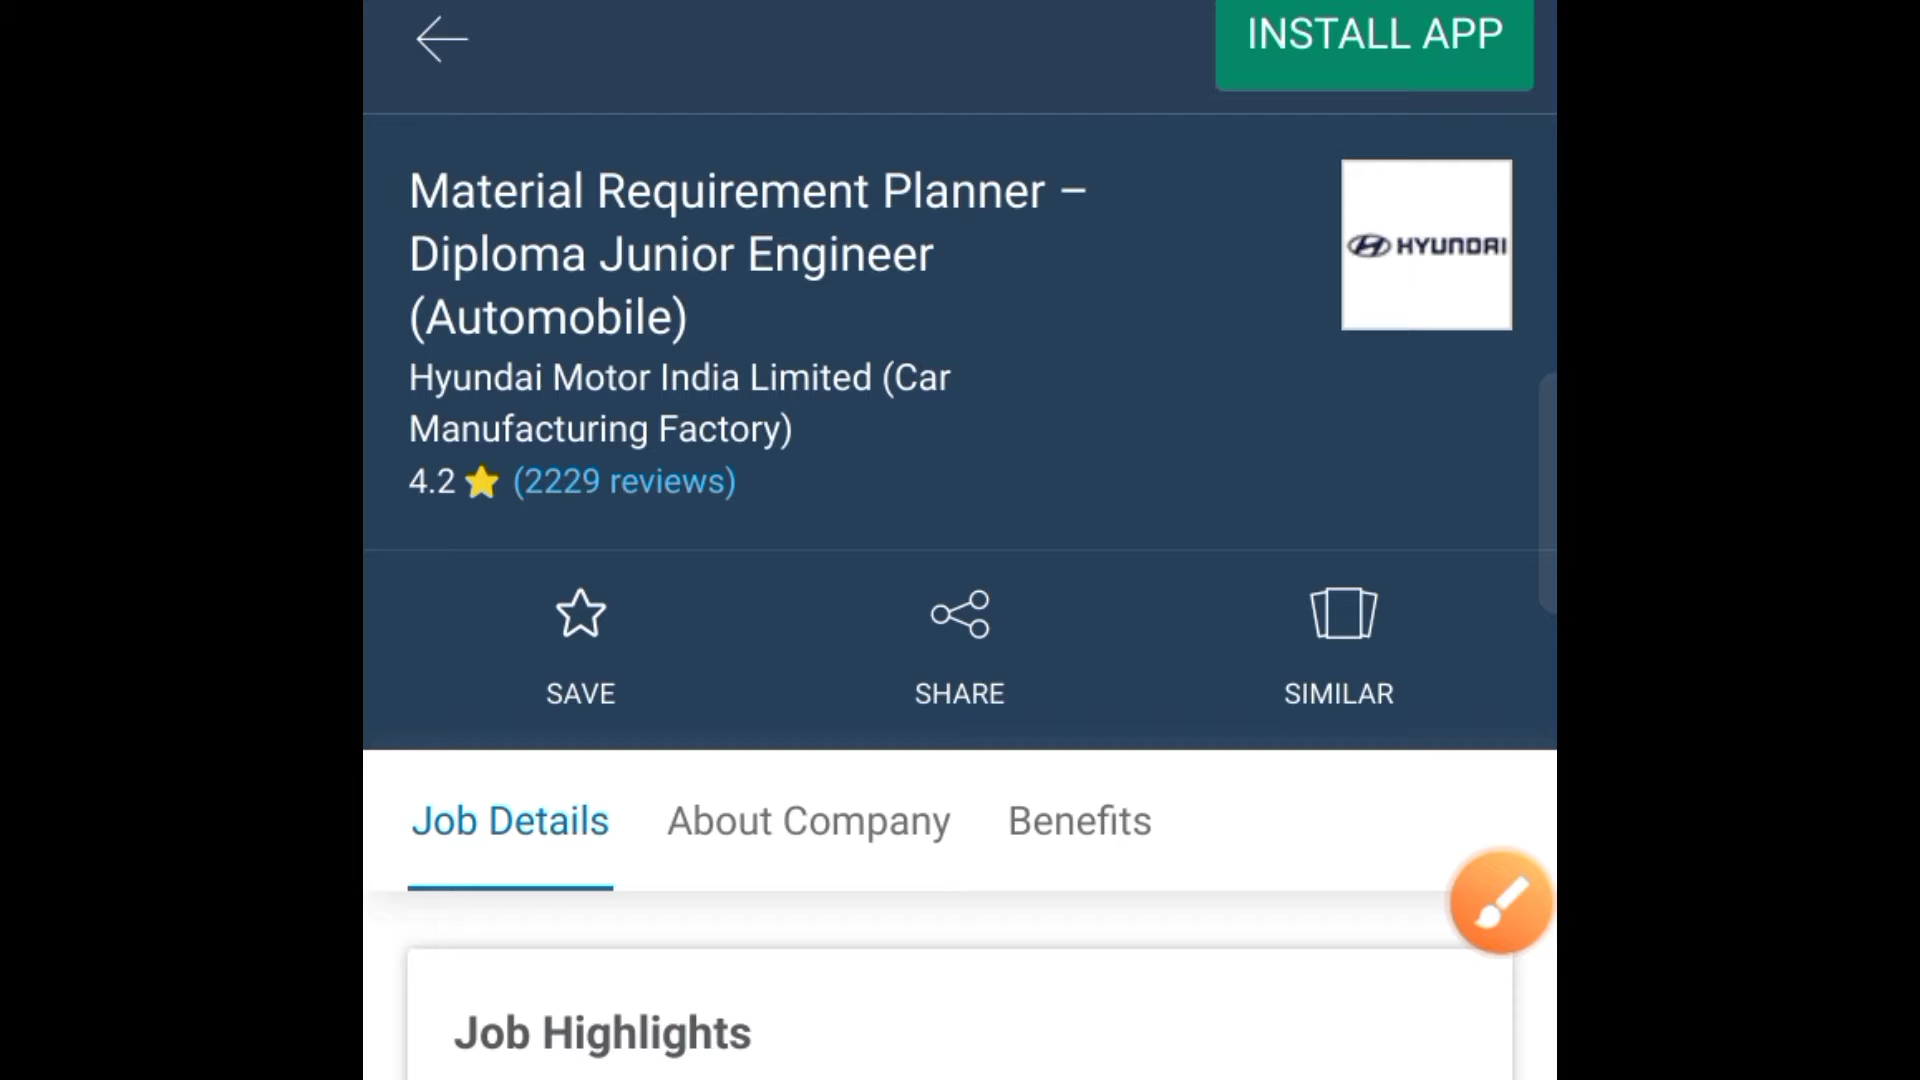 INSTALL APP
Material Requirement Planner –
Diploma Junior Engineer
(Automobile)
HYUNDAI
Hyundai Motor India Limited (Car
Manufacturing Factory)
4.2 (2229 reviews)
SAVE SHARE SIMILAR
Job Details About Company Benefits
Job Highlights